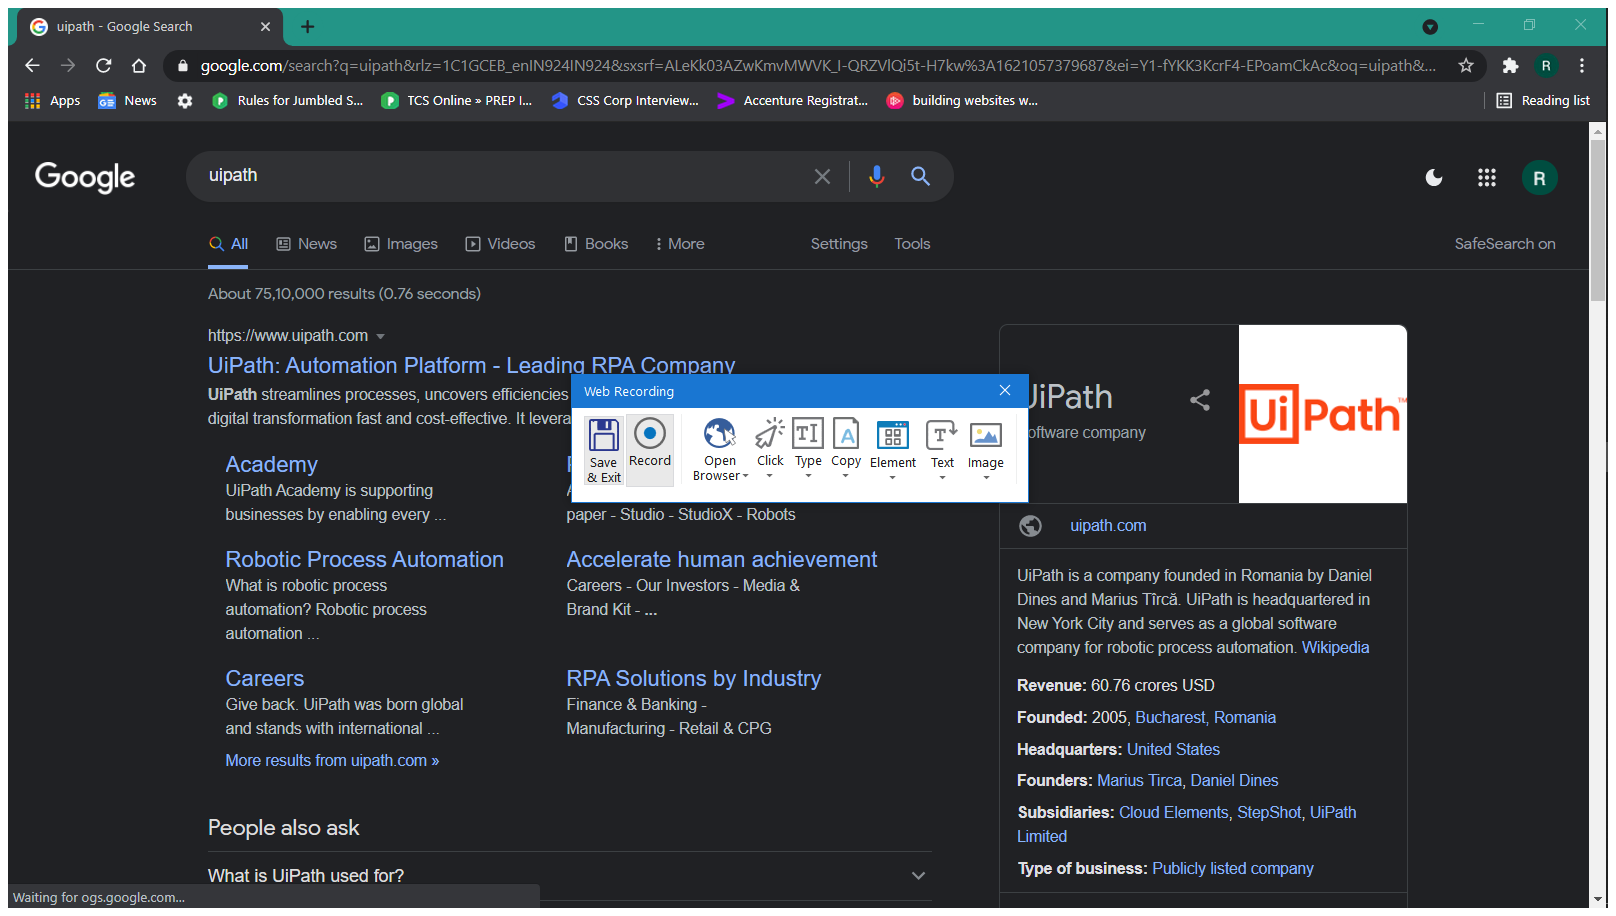 uipath - Google Search
google.com/search?q=uipath&rlz=1C1GCEB_enIN924IN924&sxsrf=ALeKk03AZwKmvMWVK_I-QRZVlQi5t-H7kw%3A1621057379687&ei=Y1-fYKK3KcrF4-EPoamCkAc&oq=uipath&...
R
Apps
News
Rules for Jumbled S...
TCS Online » PREP I...
CSS Corp Interview...
Accenture Registrat...
building websites w...
Reading list
Google
uipath
R
All
News
Images
Videos
Books
More
Settings
Tools
SafeSearch on
About 75,10,000 results (0.76 seconds)
https://www.uipath.com
UiPath: Automation Platform - Leading RPA Company
UiPath streamlines processes, uncovers efficiencies
digital transformation fast and cost-effective. It levera
Web Recording
Save & Exit
Record
Open Browser
Click
Type
Copy
Element
Text
Image
Academy
UiPath Academy is supporting
businesses by enabling every ...
paper - Studio - StudioX - Robots
Robotic Process Automation
What is robotic process
automation? Robotic process
automation ...
Accelerate human achievement
Careers - Our Investors - Media &
Brand Kit - ...
Careers
Give back. UiPath was born global
and stands with international ...
RPA Solutions by Industry
Finance & Banking -
Manufacturing - Retail & CPG
More results from uipath.com »
People also ask
What is UiPath used for?
Waiting for ogs.google.com...
UiPath
oftware company
UiPath™
uipath.com
UiPath is a company founded in Romania by Daniel
Dines and Marius Tîrcă. UiPath is headquartered in
New York City and serves as a global software
company for robotic process automation. Wikipedia
Revenue: 60.76 crores USD
Founded: 2005, Bucharest, Romania
Headquarters: United States
Founders: Marius Tirca, Daniel Dines
Subsidiaries: Cloud Elements, StepShot, UiPath
Limited
Type of business: Publicly listed company